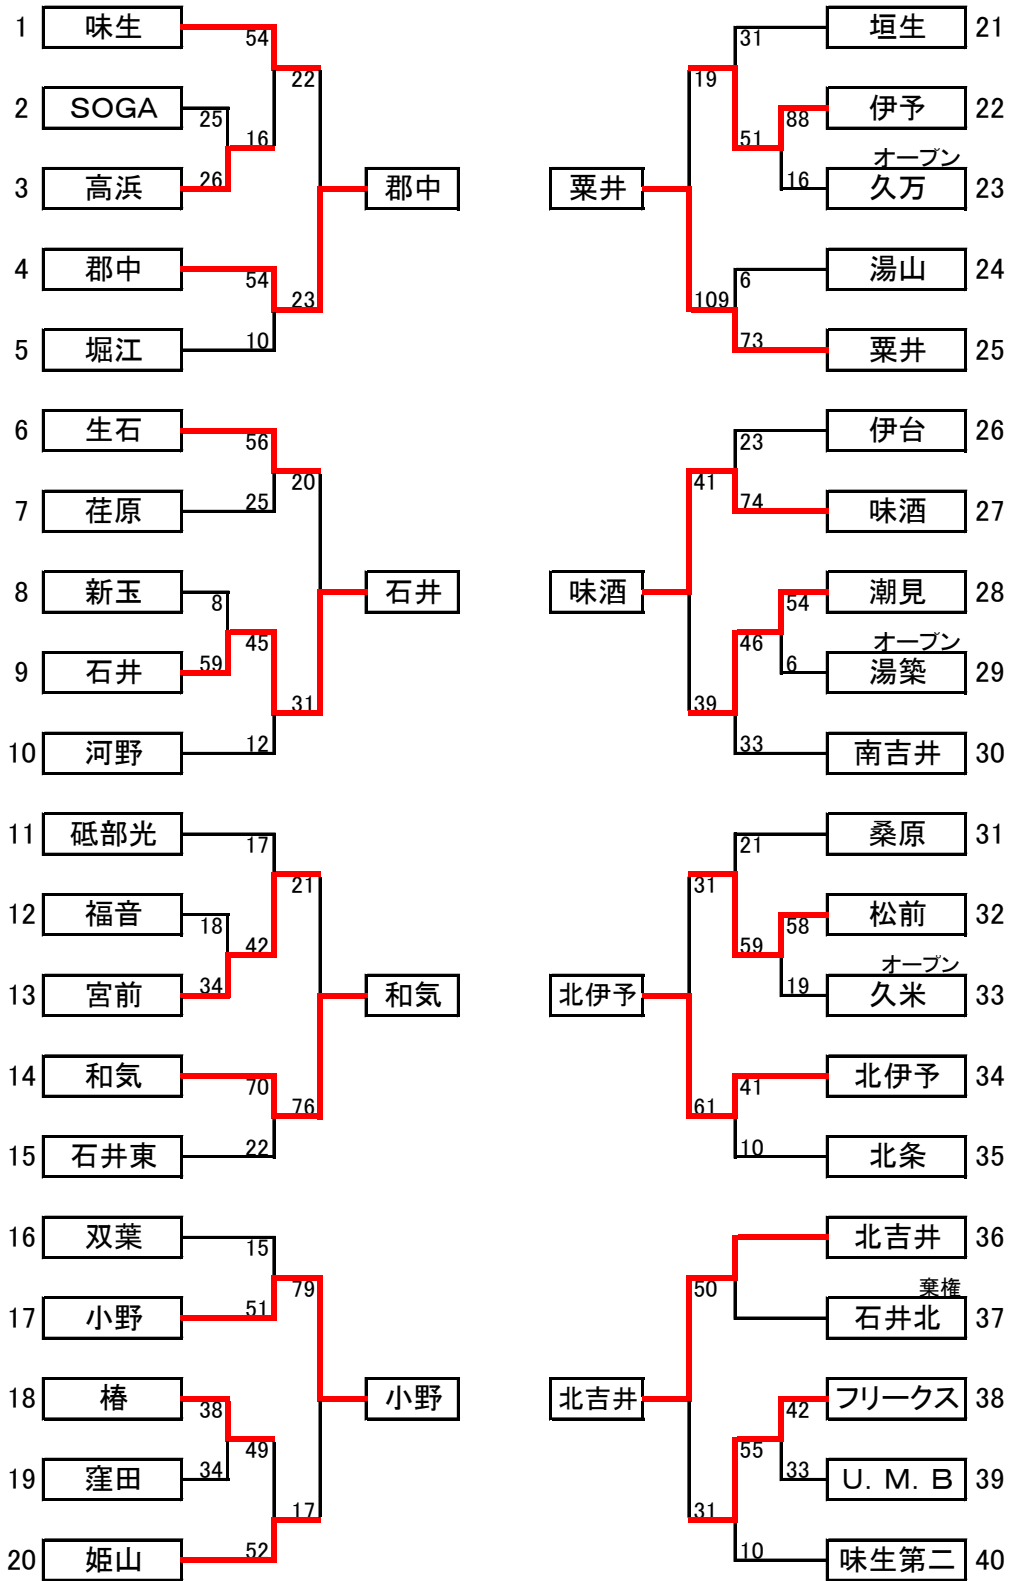 1 味生 54
22
2 SOGA 25
16
3 高浜 26
郡中
4 郡中 54
23
5 堀江 10
6 生石 56
20
7 荏原 25
石井
8 新玉 8
45
9 石井 59
31
10 河野 12
11 砥部光 17
21
12 福音 18
42
13 宮前 34
和気
14 和気 70
76
15 石井東 22
16 双葉 15
79
17 小野 51
小野
18 椿 38
49
19 窪田 34
17
20 姫山 52
31 垣生 21
19
88 伊予 22
51
オープン
16 久万 23
粟井
6 湯山 24
109
73 粟井 25
23 伊台 26
41
74 味酒 27
味酒
54 潮見 28
46
オープン
6 湯築 29
39
33 南吉井 30
21 桑原 31
31
58 松前 32
59
オープン
19 久米 33
北伊予
41 北伊予 34
61
10 北条 35
北吉井 36
50
棄権
石井北 37
北吉井
42 フリークス 38
55
33 U.M.B 39
31
10 味生第二 40